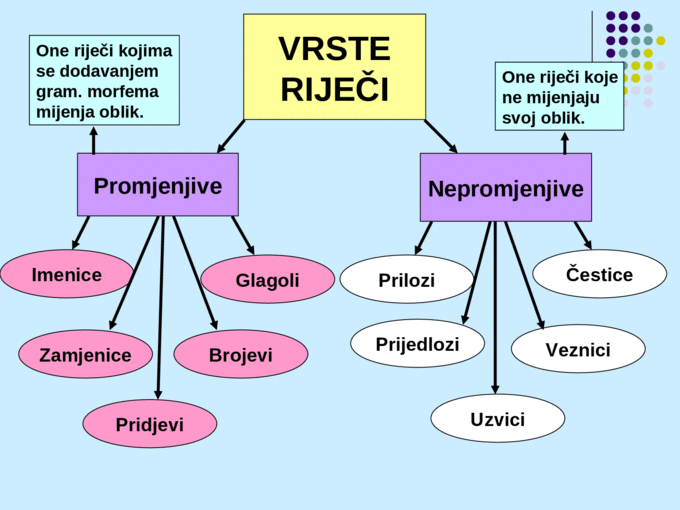 VRSTE
RIJEČI
One riječi kojima
se dodavanjem
gram. morfema
mijenja oblik.
One riječi koje
ne mijenjaju
svoj oblik.
Promjenjive
Nepromjenjive
Imenice
Glagoli
Zamjenice
Brojevi
Pridjevi
Prilozi
Čestice
Prijedlozi
Veznici
Uzvici